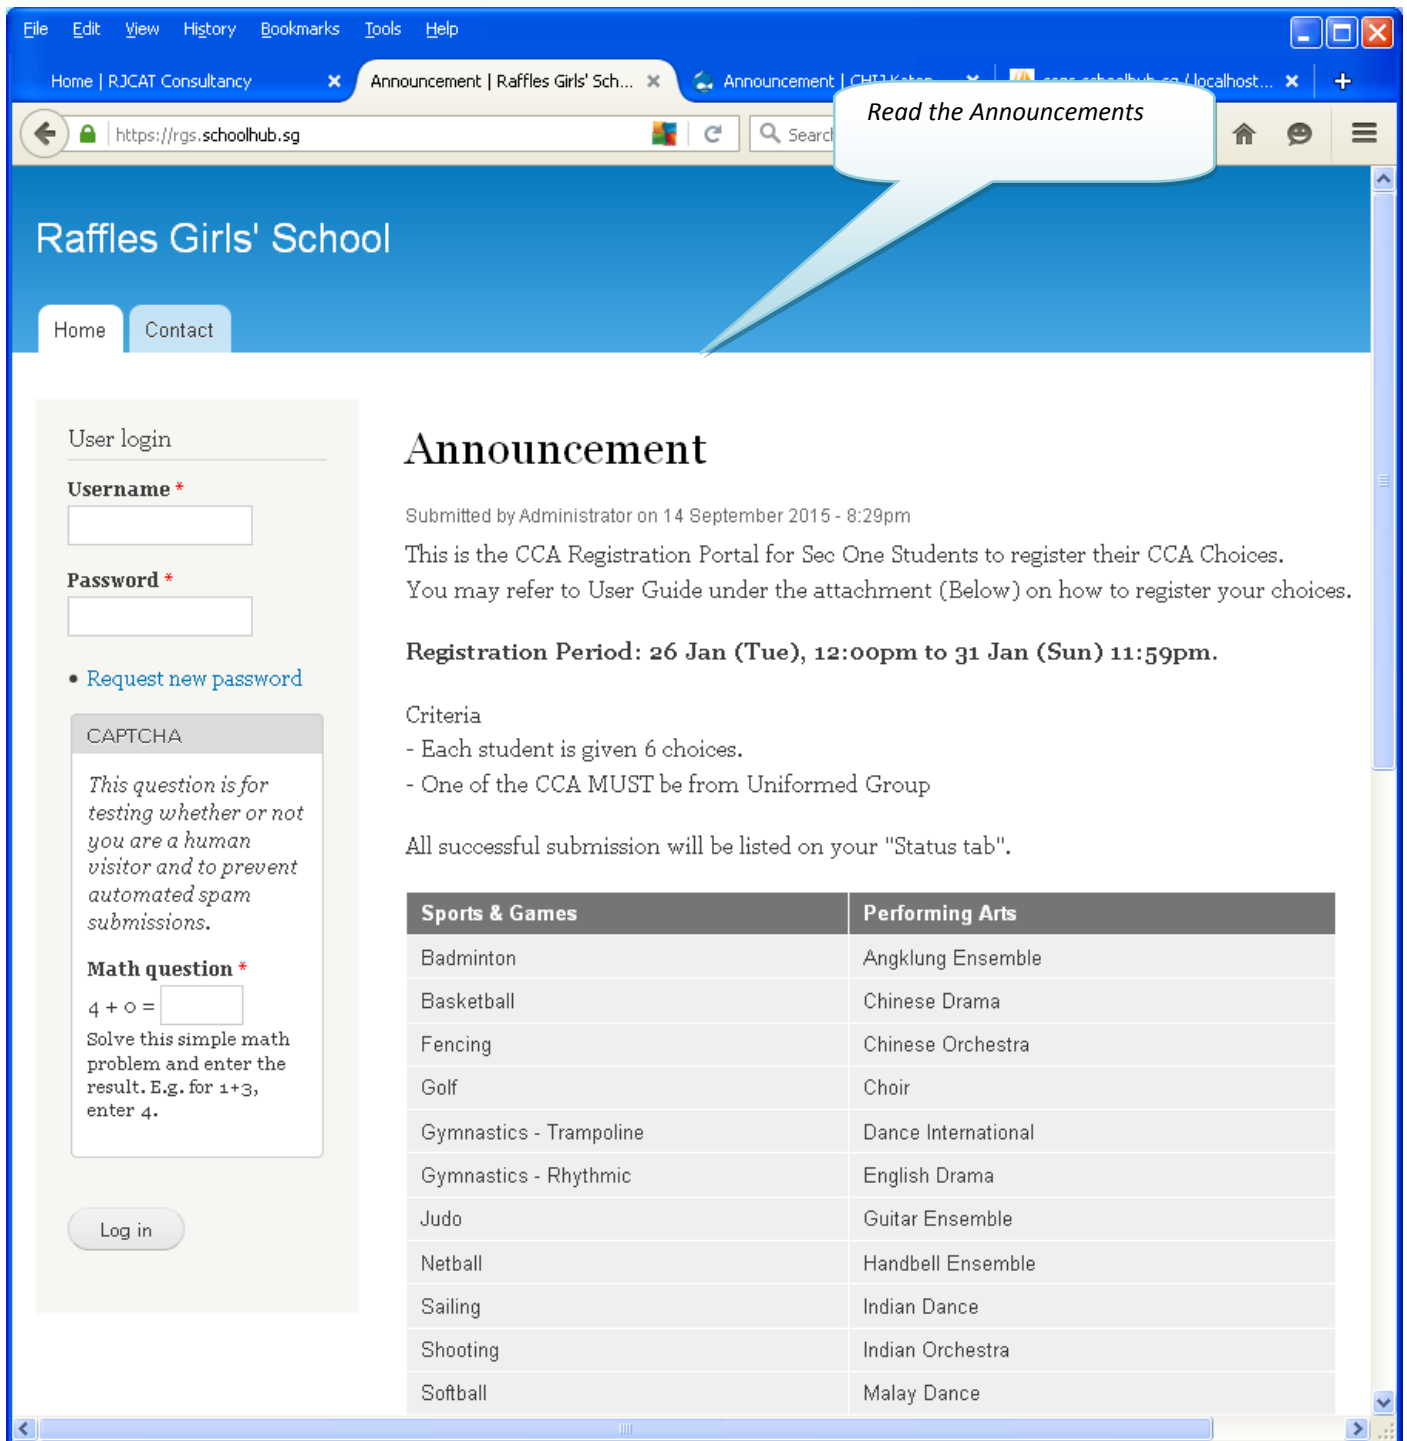 File Edit View History Bookmarks Tools Help
Home | RJCAT Consultancy
Announcement | Raffles Girls' Sch...
Announcement |
localhost...
https://rgs.schoolhub.sg
Read the Announcements
Raffles Girls' School
Home Contact
User login
Username *
Password *
Request new password
CAPTCHA
This question is for
testing whether or not
you are a human
visitor and to prevent
automated spam
submissions.
Math question *
4 + 0 =
Solve this simple math
problem and enter the
result. E.g. for 1+3,
enter 4.
Log in
Announcement
Submitted by Administrator on 14 September 2015 - 8:29pm
This is the CCA Registration Portal for Sec One Students to register their CCA Choices.
You may refer to User Guide under the attachment (Below) on how to register your choices.
Registration Period: 26 Jan (Tue), 12:00pm to 31 Jan (Sun) 11:59pm.
Criteria
- Each student is given 6 choices.
- One of the CCA MUST be from Uniformed Group
All successful submission will be listed on your "Status tab".
Sports & Games Performing Arts
Badminton Angklung Ensemble
Basketball Chinese Drama
Fencing Chinese Orchestra
Golf Choir
Gymnastics - Trampoline Dance International
Gymnastics - Rhythmic English Drama
Judo Guitar Ensemble
Netball Handbell Ensemble
Sailing Indian Dance
Shooting Indian Orchestra
Softball Malay Dance